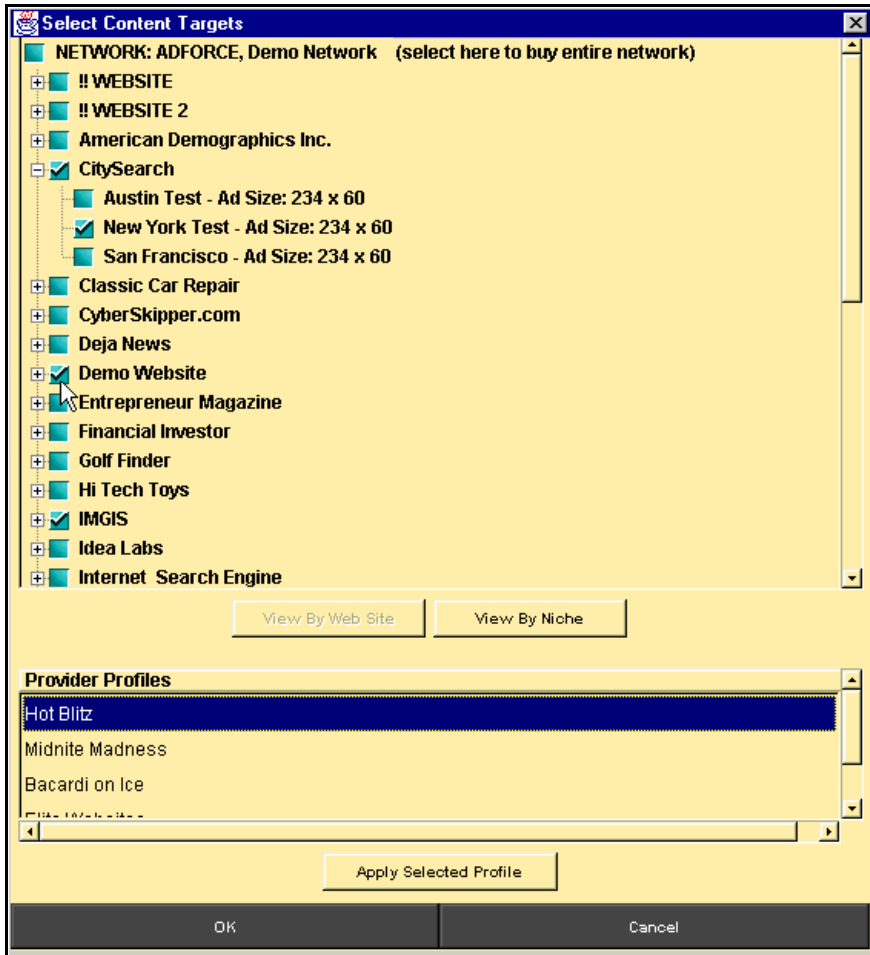 Select Content Targets
NETWORK: ADFORCE, Demo Network (select here to buy entire network)
!! WEBSITE
!! WEBSITE 2
American Demographics Inc.
CitySearch
Austin Test - Ad Size: 234 x 60
New York Test - Ad Size: 234 x 60
San Francisco - Ad Size: 234 x 60
Classic Car Repair
CyberSkipper.com
Deja News
Demo Website
Entrepreneur Magazine
Financial Investor
Golf Finder
Hi Tech Toys
IMGIS
Idea Labs
Internet Search Engine
View By Web Site View By Niche
Provider Profiles
Hot Blitz
Midnite Madness
Bacardi on Ice
Apply Selected Profile
OK Cancel